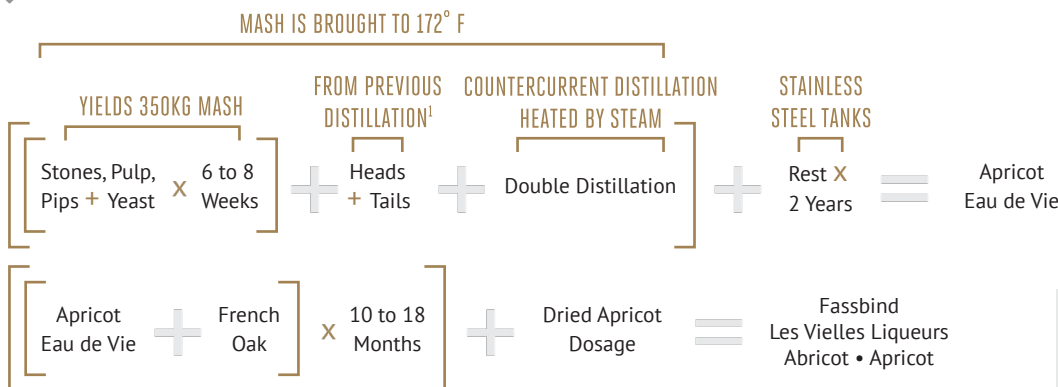 MASH IS BROUGHT TO 172° F
YIELDS 350KG MASH
FROM PREVIOUS
DISTILLATION¹
COUNTERCURRENT DISTILLATION
HEATED BY STEAM
STAINLESS
STEEL TANKS
Stones, Pulp,
Pips + Yeast
x
6 to 8
Weeks
+
Heads
+ Tails
+
Double Distillation
+
Rest x
2 Years
=
Apricot
Eau de Vie
Apricot
Eau de Vie
+
French
Oak
x
10 to 18
Months
+
Dried Apricot
Dosage
=
Fassbind
Les Vielles Liqueurs
Abricot • Apricot